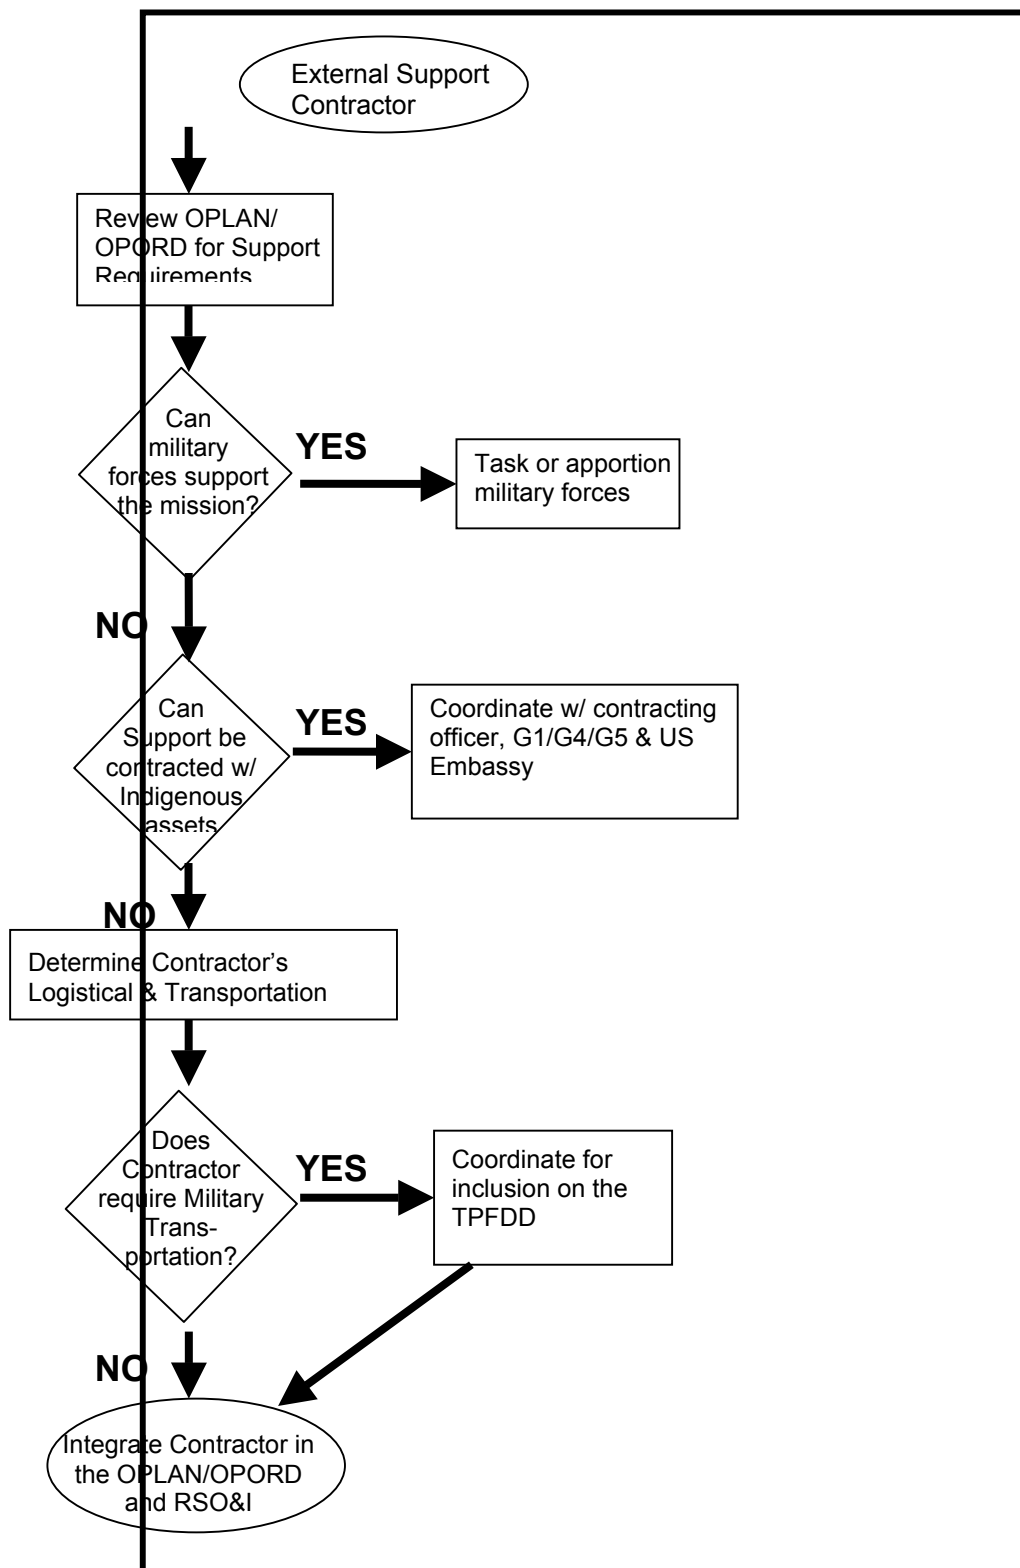 External Support
Contractor
Review OPLAN/
OPORD for Support
Requirements
Can
military
forces support
the mission?
YES
Task or apportion
military forces
NO
Can
Support be
contracted w/
Indigenous
assets
YES
Coordinate w/ contracting
officer, G1/G4/G5 & US
Embassy
NO
Determine Contractor's
Logistical & Transportation
Does
Contractor
require Military
Trans-
portation?
YES
Coordinate for
inclusion on the
TPFDD
NO
Integrate Contractor in
the OPLAN/OPORD
and RSO&I